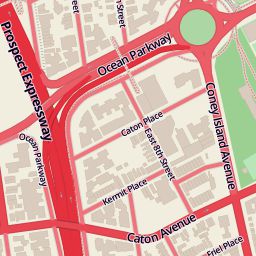 Street
Ocean Parkway
Prospect Expressway
Caton Place
East 8th Street
Coney Island Avenue
Ocean
Parkway
Kermit Place
Caton Avenue
Friel Place